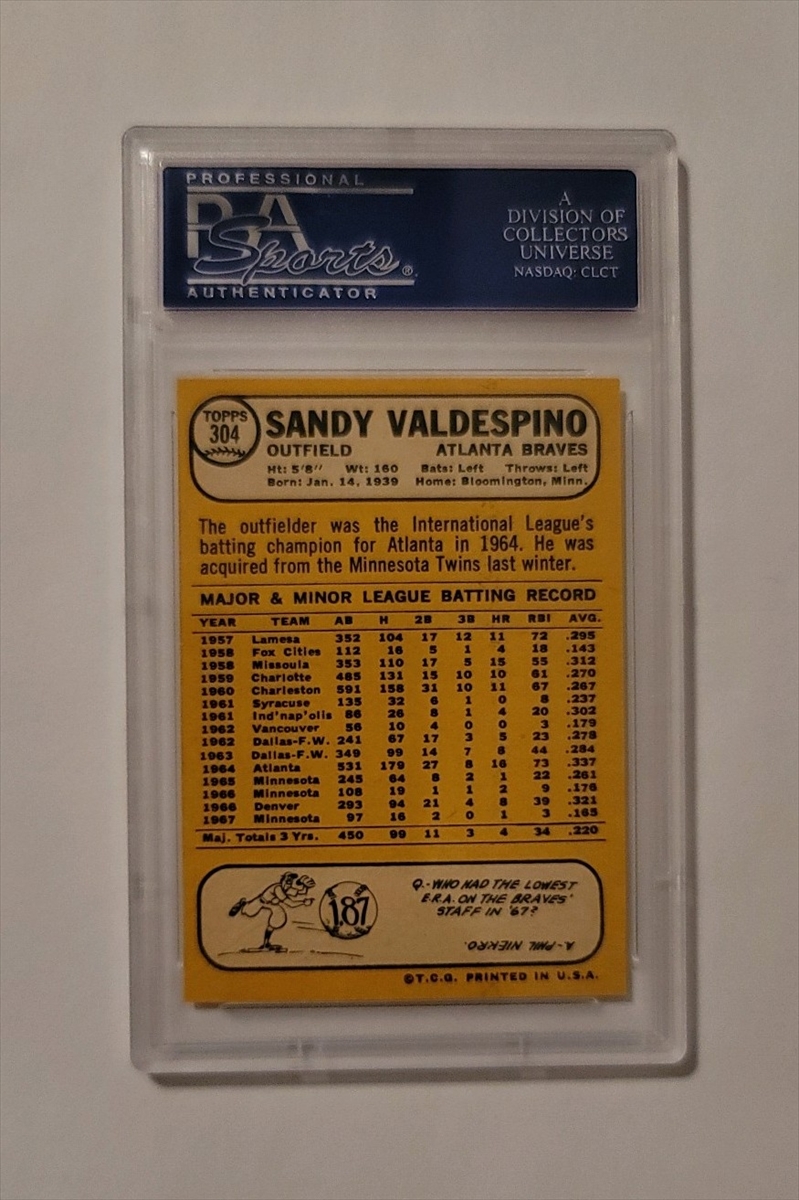 PROFESSIONAL
PSA
Sports®
AUTHENTICATOR
A
DIVISION OF
COLLECTORS
UNIVERSE
NASDAQ: CLCT
TOPPS
304
SANDY VALDESPINO
OUTFIELD ATLANTA BRAVES
Ht: 5'8" Wt: 160 Bats: Left Throws: Left
Born: Jan. 14, 1939 Home: Bloomington, Minn.
The outfielder was the International League's
batting champion for Atlanta in 1964. He was
acquired from the Minnesota Twins last winter.
MAJOR & MINOR LEAGUE BATTING RECORD
YEAR TEAM AB H 2B 3B HR RBI AVG.
1957 Lamesa 352 104 17 12 11 72 .295
1958 Fox Cities 112 16 5 1 4 18 .143
1958 Missoula 353 110 17 5 15 55 .312
1959 Charlotte 485 131 15 10 10 61 .270
1960 Charleston 591 158 31 10 11 67 .267
1961 Syracuse 135 32 6 1 0 8 .237
1961 Ind'nap'olis 86 26 8 1 4 20 .302
1962 Vancouver 56 10 4 0 0 3 .179
1962 Dallas-F.W. 241 67 17 3 5 23 .278
1963 Dallas-F.W. 349 99 14 7 8 44 .284
1964 Atlanta 531 179 27 8 16 73 .337
1965 Minnesota 245 64 8 2 1 22 .261
1966 Minnesota 108 19 1 1 2 9 .176
1966 Denver 293 94 21 4 8 39 .321
1967 Minnesota 97 16 2 0 1 3 .165
Maj. Totals 3 Yrs. 450 99 11 3 4 34 .220
1.87
Q.-WHO HAD THE LOWEST
E.R.A. ON THE BRAVES'
STAFF IN '67?
A. PHIL NIEKRO.
©T.C.G. PRINTED IN U.S.A.